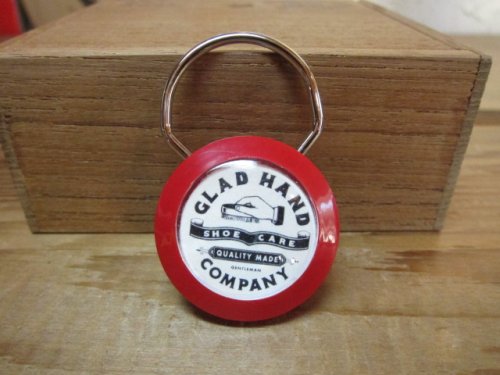 GLAD HAND
SHOE CARE
QUALITY MADE
GENTLEMAN
COMPANY